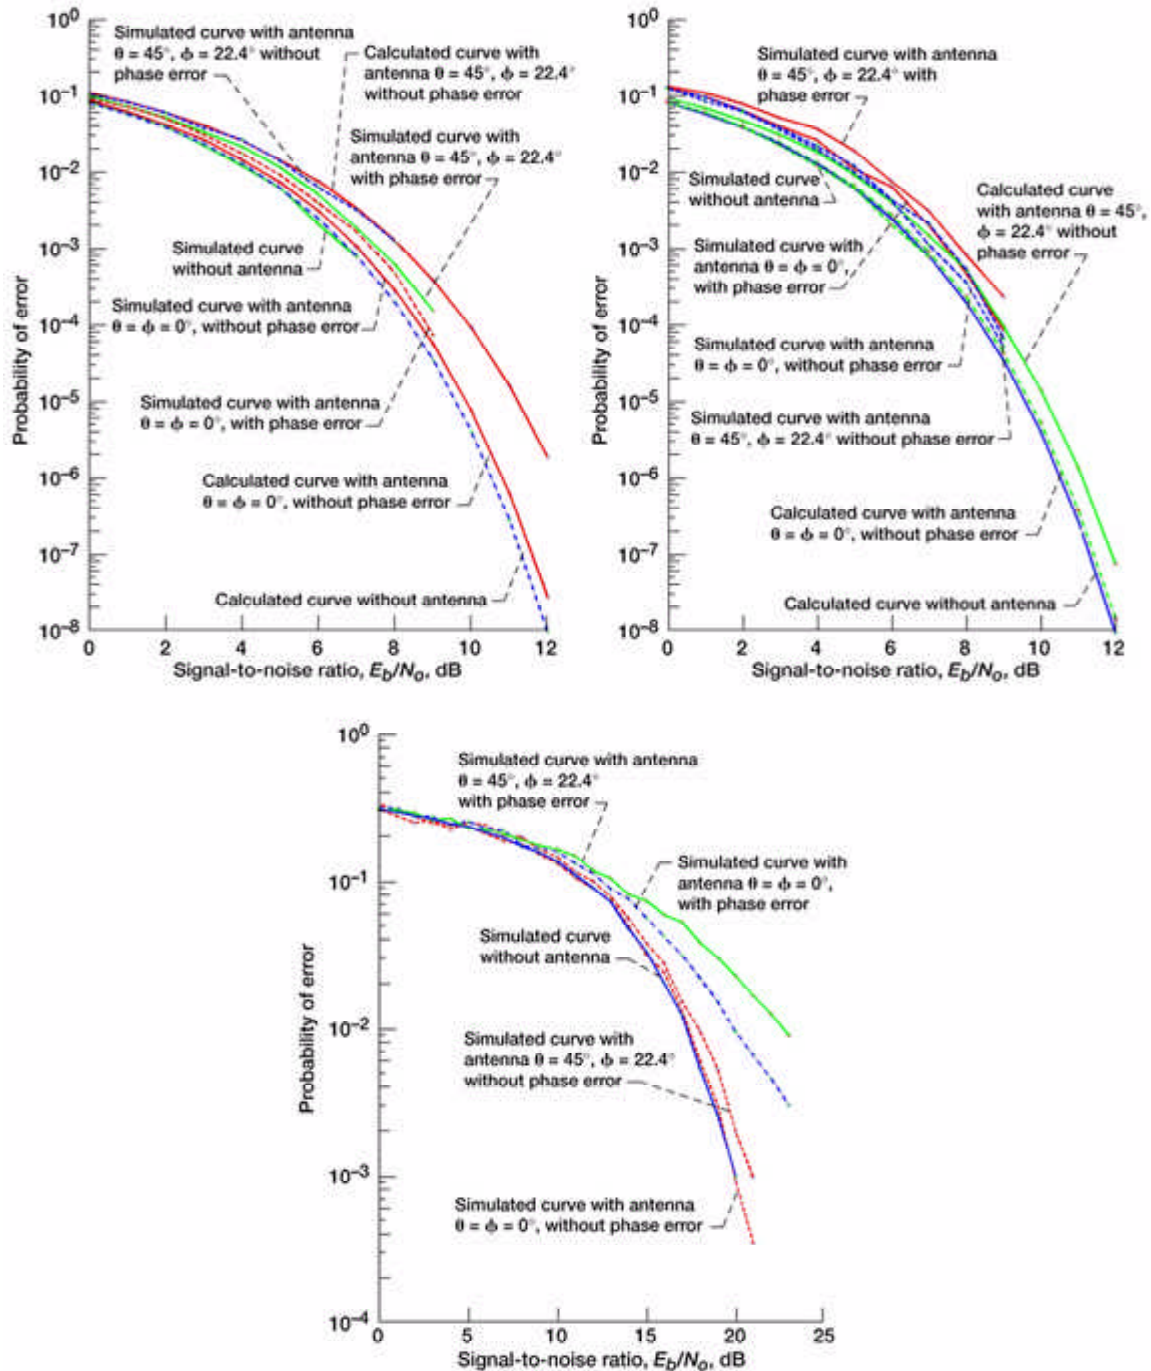 10⁰
Simulated curve with antenna
θ = 45°, ϕ = 22.4° without
phase error
Calculated curve with
antenna θ = 45°, ϕ = 22.4°
without phase error
10⁻¹
Simulated curve with
antenna θ = 45°, ϕ = 22.4°
with phase error
10⁻²
Simulated curve
without antenna
10⁻³
Probability of error
Simulated curve with antenna
θ = ϕ = 0°, without phase error
10⁻⁴
Simulated curve with antenna
θ = ϕ = 0°, with phase error
10⁻⁵
Calculated curve with antenna
θ = ϕ = 0°, without phase error
10⁻⁶
10⁻⁷
Calculated curve without antenna
10⁻⁸
0 2 4 6 8 10 12
Signal-to-noise ratio, E_b/N_o, dB
10⁰
Simulated curve with antenna
θ = 45°, ϕ = 22.4° with
phase error
10⁻¹
10⁻²
Simulated curve
without antenna
Calculated curve
with antenna θ = 45°,
ϕ = 22.4° without
phase error
10⁻³
Simulated curve with
antenna θ = ϕ = 0°,
with phase error
Probability of error
10⁻⁴
Simulated curve with antenna
θ = ϕ = 0°, without phase error
10⁻⁵
Simulated curve with antenna
θ = 45°, ϕ = 22.4° without phase error
10⁻⁶
Calculated curve with antenna
θ = ϕ = 0°, without phase error
10⁻⁷
Calculated curve without antenna
10⁻⁸
0 2 4 6 8 10 12
Signal-to-noise ratio, E_b/N_o, dB
10⁰
Simulated curve with antenna
θ = 45°, ϕ = 22.4°
with phase error
10⁻¹
Simulated curve with
antenna θ = ϕ = 0°,
with phase error
Simulated curve
without antenna
Probability of error
10⁻²
Simulated curve with
antenna θ = 45°, ϕ = 22.4°
without phase error
10⁻³
Simulated curve with antenna
θ = ϕ = 0°, without phase error
10⁻⁴
0 5 10 15 20 25
Signal-to-noise ratio, E_b/N_o, dB